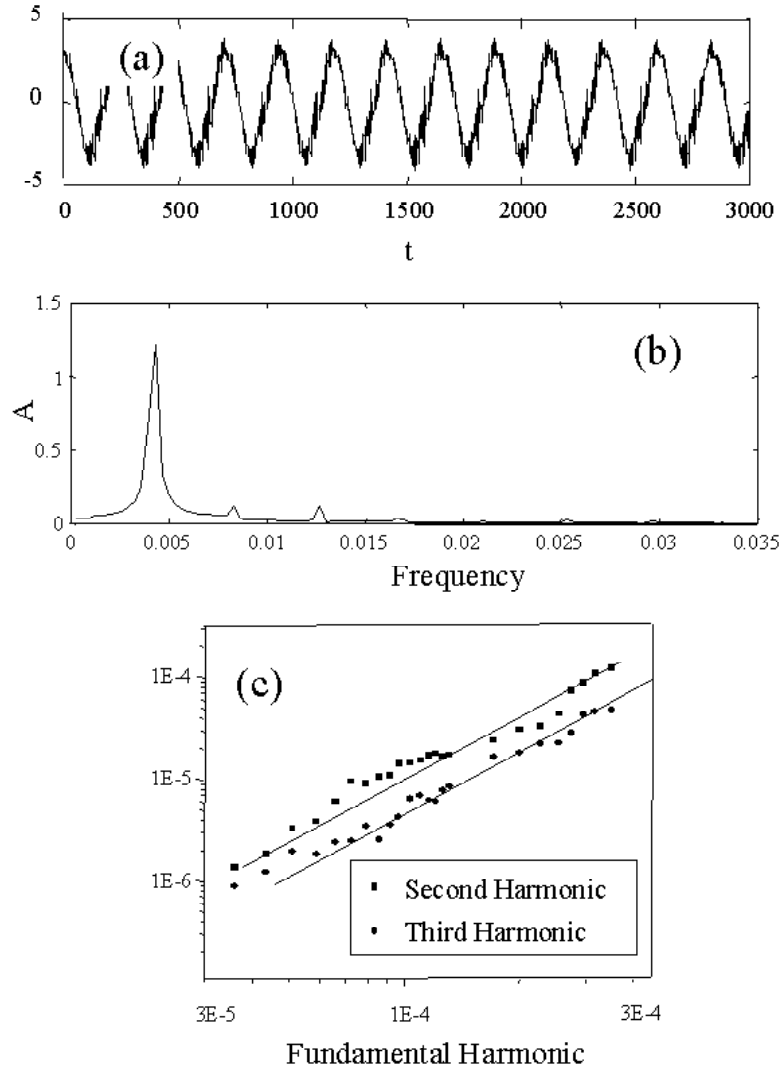 5
(a)
0
-5
0 500 1000 1500 2000 2500 3000
t
1.5
(b)
1
A
0.5
0
0 0.005 0.01 0.015 0.02 0.025 0.03 0.035
Frequency
1E-4
(c)
1E-5
1E-6
Second Harmonic
Third Harmonic
3E-5 1E-4 3E-4
Fundamental Harmonic